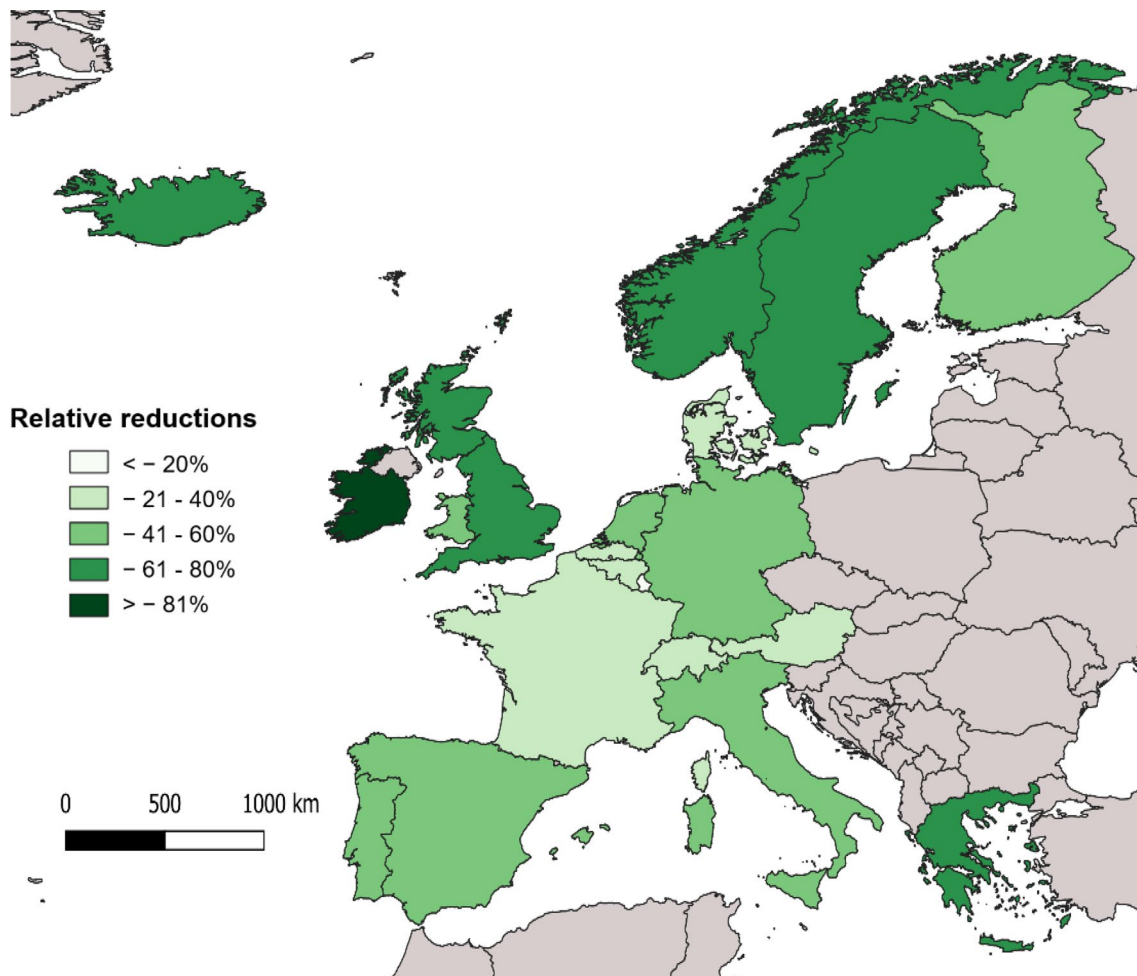 Relative reductions
< − 20%
− 21 - 40%
− 41 - 60%
− 61 - 80%
> − 81%
0 500 1000 km